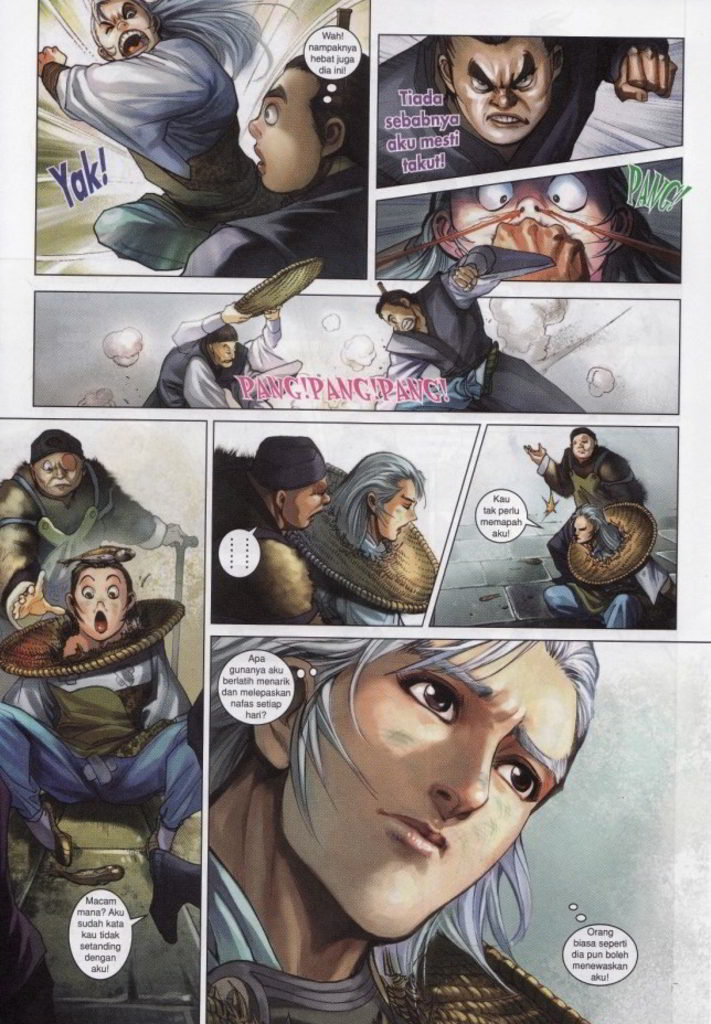 Wah!
nampaknya
hebat juga
dia ini!
Yak!
Tiada
sebabnya
aku mesti
takut!
PANG!
PANG!PANG!PANG!
Kau
tak perlu
memapah
aku!
Apa
gunanya aku
berlatih menarik
dan melepaskan
nafas setiap
hari?
Macam
mana? Aku
sudah kata
kau tidak
setanding
dengan
aku!
Orang
biasa seperti
dia pun boleh
menewaskan
aku!